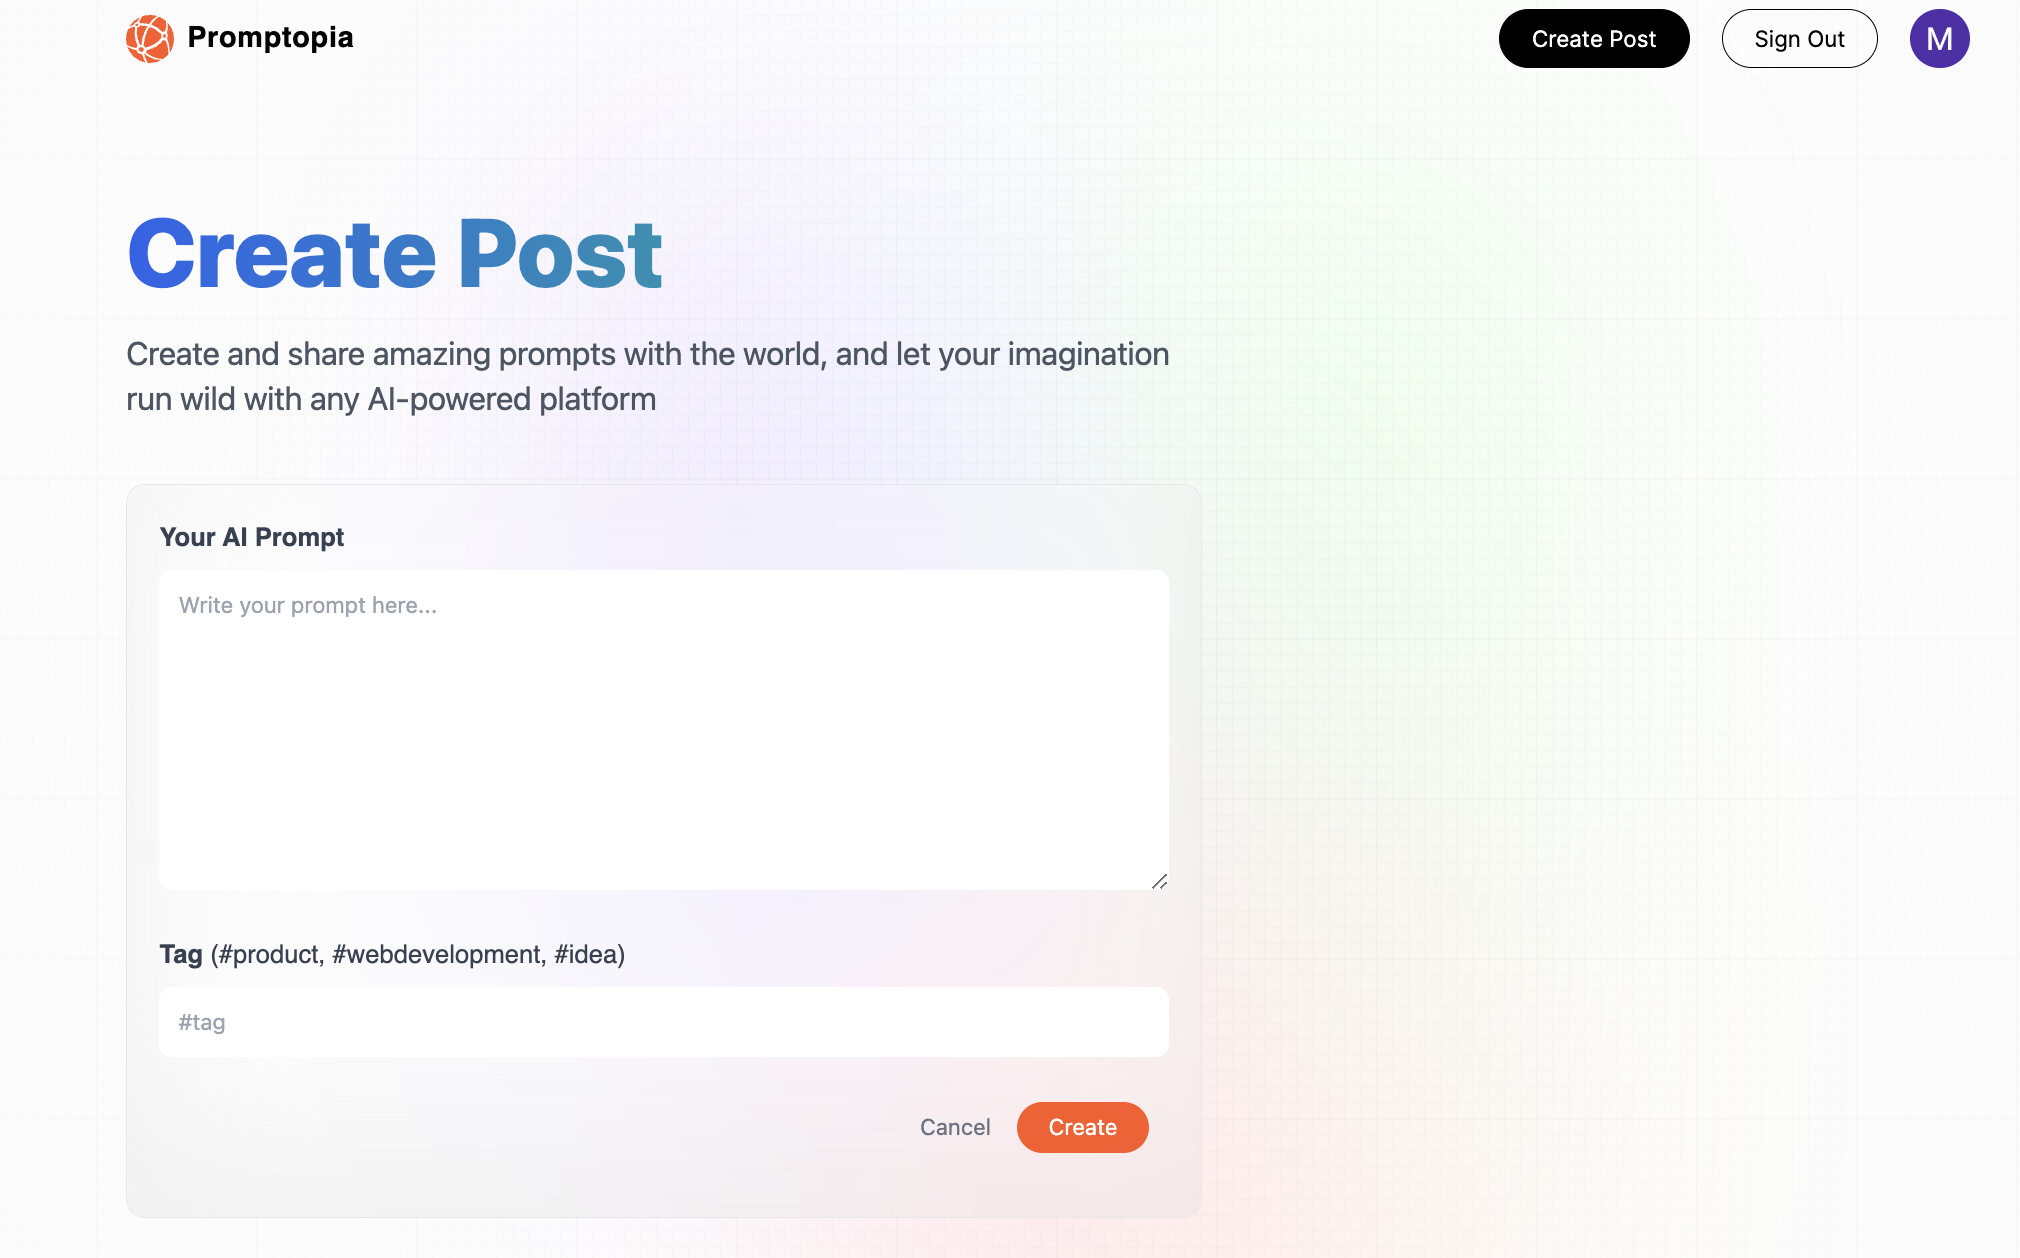 Promptopia
Create Post
Sign Out
M
Create Post
Create and share amazing prompts with the world, and let your imagination
run wild with any AI-powered platform
Your AI Prompt
Write your prompt here...
Tag (#product, #webdevelopment, #idea)
#tag
Cancel
Create